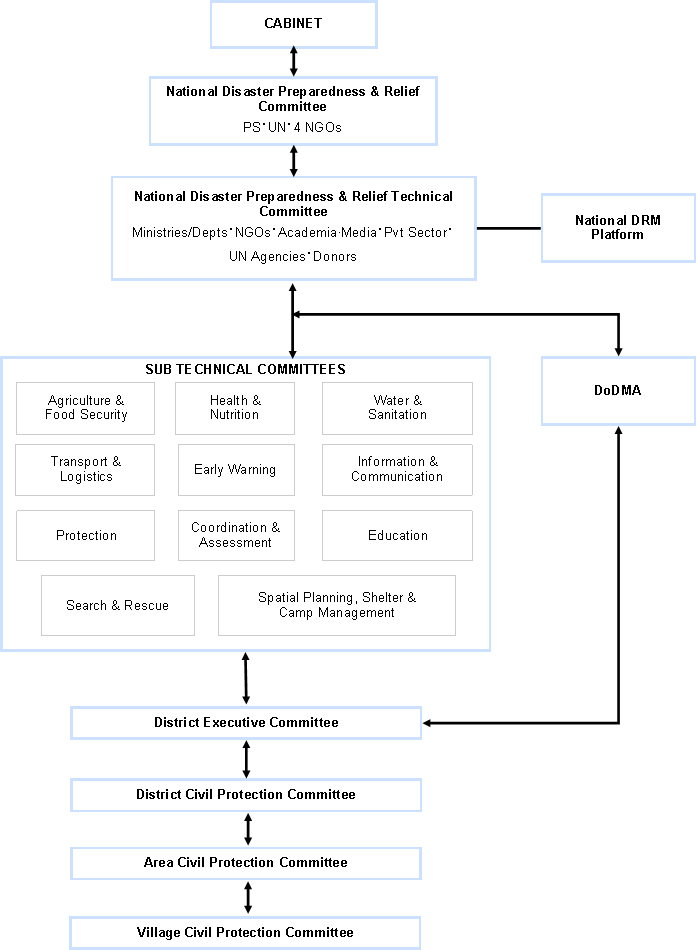 CABINET
National Disaster Preparedness & Relief
Committee
PS·UN·4 NGOs
National Disaster Preparedness & Relief Technical
Committee
Ministries/Depts·NGOs·Academia·Media·Pvt Sector·
UN Agencies·Donors
National DRM
Platform
SUB TECHNICAL COMMITTEES
DoDMA
Agriculture &
Food Security
Health &
Nutrition
Water &
Sanitation
Transport &
Logistics
Early Warning
Information &
Communication
Protection
Coordination &
Assessment
Education
Search & Rescue
Spatial Planning, Shelter &
Camp Management
District Executive Committee
District Civil Protection Committee
Area Civil Protection Committee
Village Civil Protection Committee